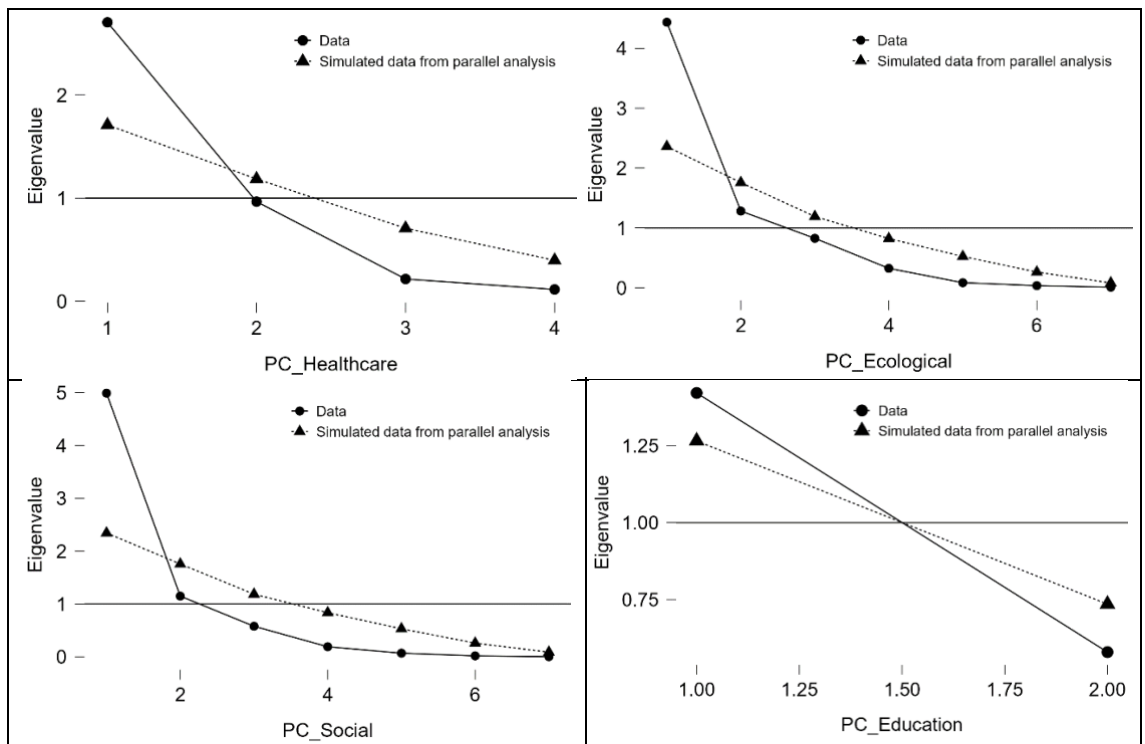 Data
Simulated data from parallel analysis
Eigenvalue
2
1
0
1 2 3 4
PC_Healthcare
Data
Simulated data from parallel analysis
Eigenvalue
4
3
2
1
0
2 4 6
PC_Ecological
Data
Simulated data from parallel analysis
Eigenvalue
5
4
3
2
1
0
2 4 6
PC_Social
Data
Simulated data from parallel analysis
Eigenvalue
1.25
1.00
0.75
1.00 1.25 1.50 1.75 2.00
PC_Education